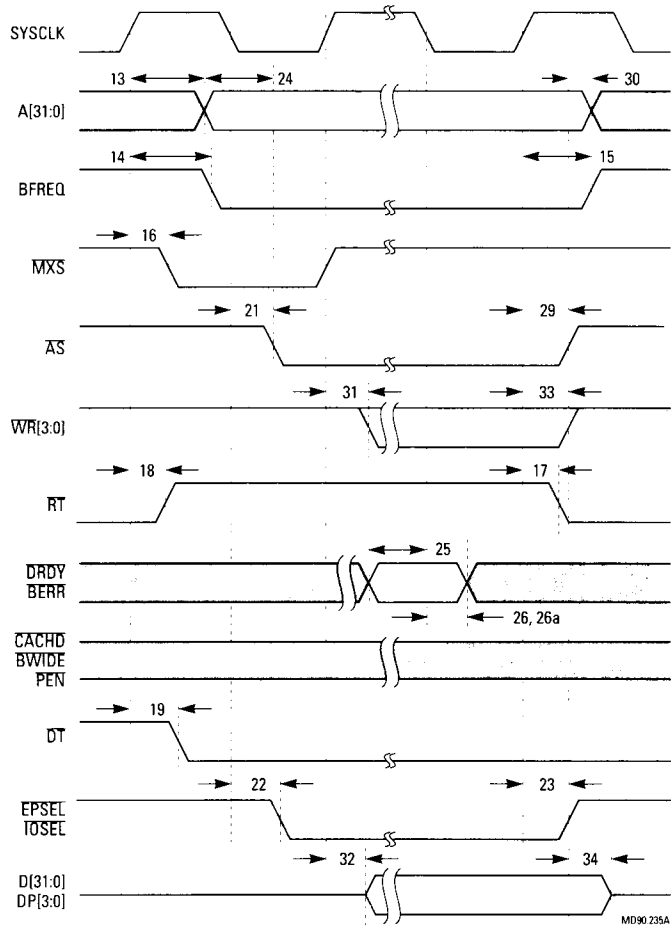 SYSCLK
13 24 30
A[31:0]
14 15
BFREQ
16
MXS
21 29
AS
31 33
WR[3:0]
18 17
RT
25
DRDY
BERR
26, 26a
CACHD
BWIDE
PEN
19
DT
22 23
EPSEL
IOSEL
32 34
D[31:0]
DP[3:0]
MD90.235A